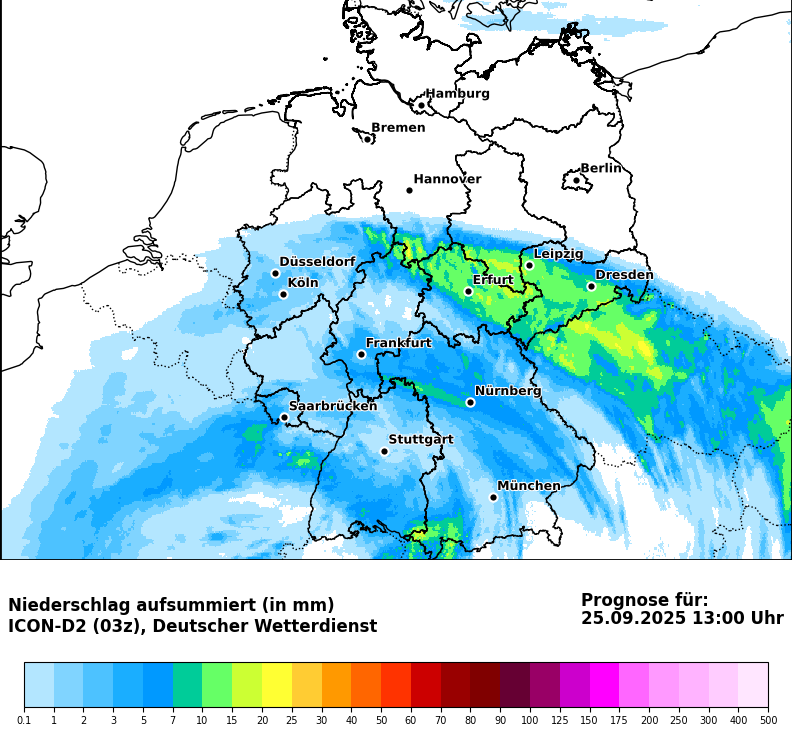 Hamburg
Bremen
Berlin
Hannover
Leipzig
Düsseldorf
Dresden
Köln
Erfurt
Frankfurt
Nürnberg
Saarbrücken
Stuttgart
München
Niederschlag aufsummiert (in mm)
ICON-D2 (03z), Deutscher Wetterdienst
Prognose für:
25.09.2025 13:00 Uhr
0.1 1 2 3 5 7 10 15 20 25 30 40 50 60 70 80 90 100 125 150 175 200 250 300 400 500